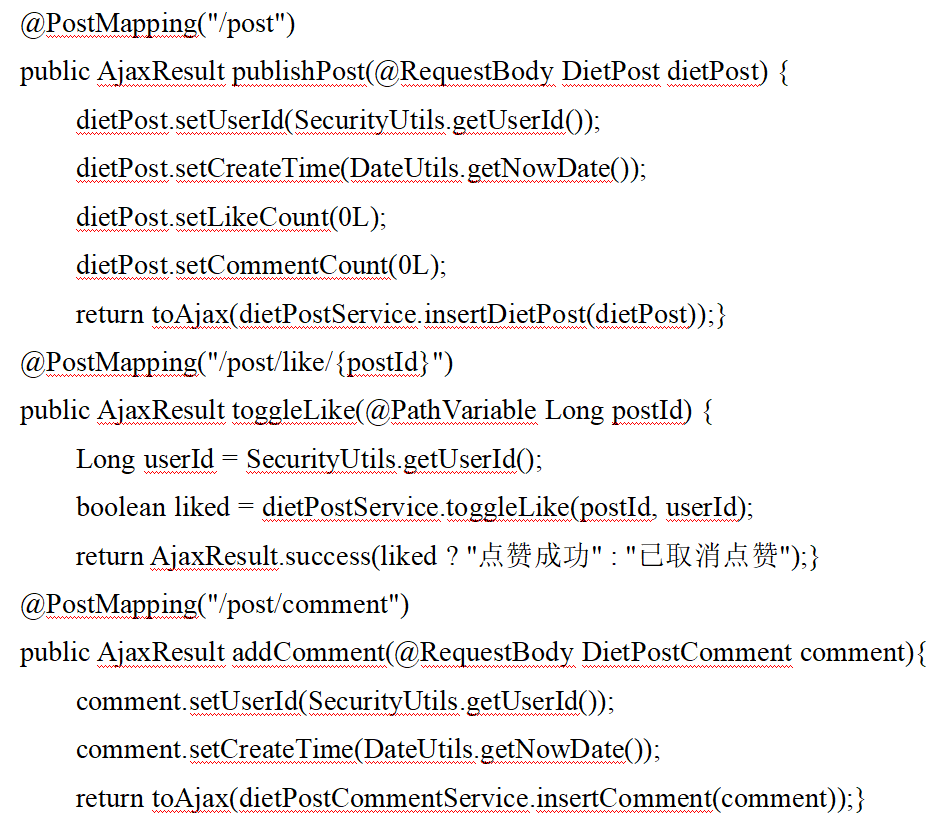 @PostMapping("/post")
public AjaxResult publishPost(@RequestBody DietPost dietPost) {
dietPost.setUserId(SecurityUtils.getUserId());
dietPost.setCreateTime(DateUtils.getNowDate());
dietPost.setLikeCount(0L);
dietPost.setCommentCount(0L);
return toAjax(dietPostService.insertDietPost(dietPost));}
@PostMapping("/post/like/{postId}")
public AjaxResult toggleLike(@PathVariable Long postId) {
Long userId = SecurityUtils.getUserId();
boolean liked = dietPostService.toggleLike(postId, userId);
return AjaxResult.success(liked ? "点赞成功" : "已取消点赞");}
@PostMapping("/post/comment")
public AjaxResult addComment(@RequestBody DietPostComment comment){
comment.setUserId(SecurityUtils.getUserId());
comment.setCreateTime(DateUtils.getNowDate());
return toAjax(dietPostCommentService.insertComment(comment));}